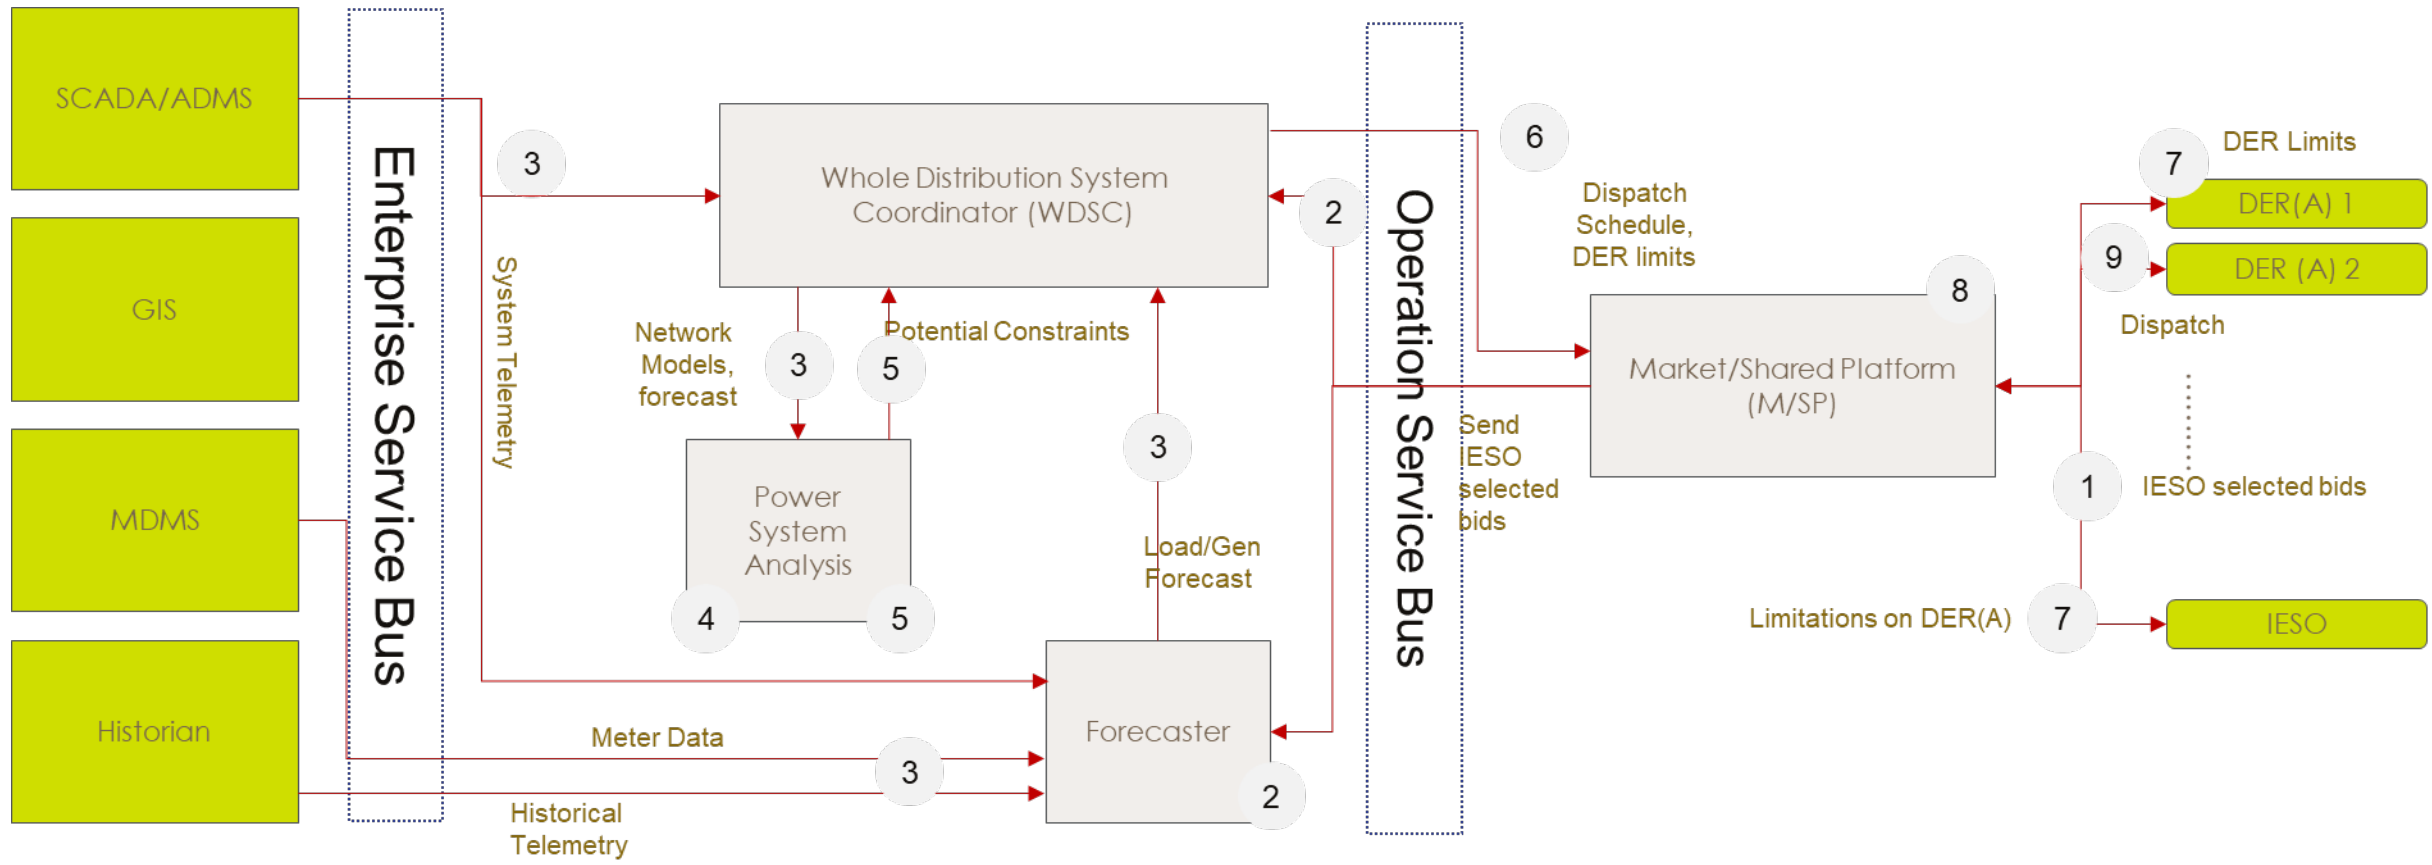 SCADA/ADMS
GIS
MDMS
Historian
Enterprise Service Bus
3
System Telemetry
Whole Distribution System
Coordinator (WDSC)
Network
Models,
forecast
3
Potential Constraints
5
Power
System
Analysis
4
5
3
Load/Gen
Forecast
Forecaster
2
Meter Data
3
Historical
Telemetry
2
Operation Service Bus
6
Dispatch
Schedule,
DER limits
Send
IESO
selected
bids
8
Market/Shared Platform
(M/SP)
7
DER Limits
DER(A) 1
9
DER (A) 2
Dispatch
1
IESO selected bids
Limitations on DER(A)
7
IESO